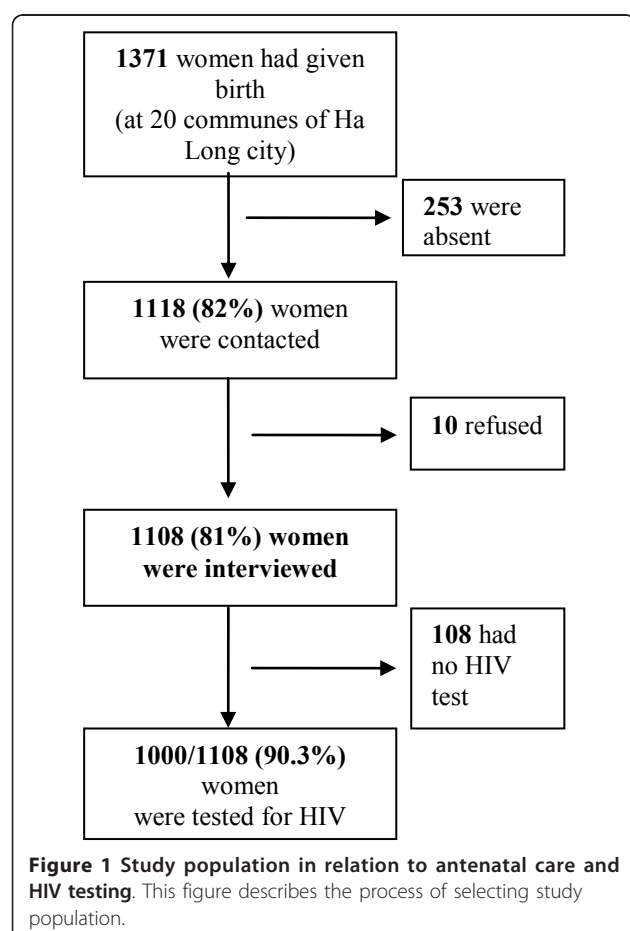 1371 women had given
birth
(at 20 communes of Ha
Long city)
253 were
absent
1118 (82%) women
were contacted
10 refused
1108 (81%) women
were interviewed
108 had
no HIV
test
1000/1108 (90.3%)
women
were tested for HIV
Figure 1 Study population in relation to antenatal care and
HIV testing. This figure describes the process of selecting study
population.